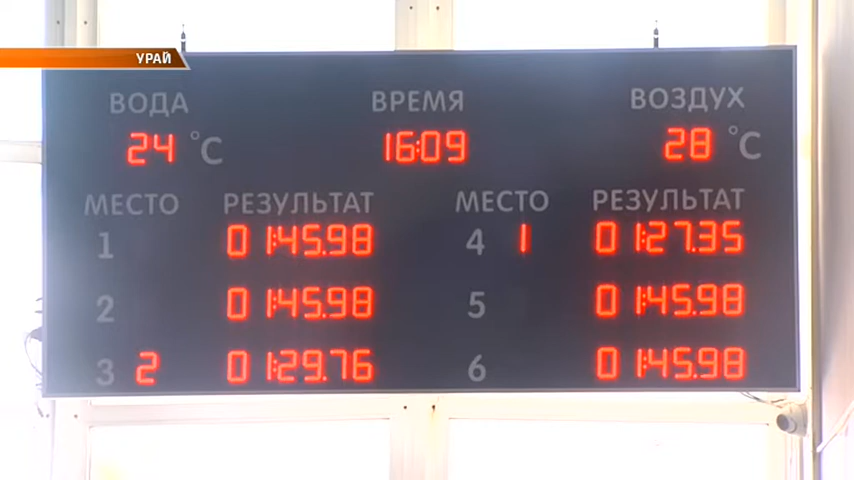 УРАЙ
ВОДА ВРЕМЯ ВОЗДУХ
24 °C 16:09 28 °C
МЕСТО РЕЗУЛЬТАТ МЕСТО РЕЗУЛЬТАТ
1 0 1:45.98 4 1 0 1:27.35
2 0 1:45.98 5 0 1:45.98
3 2 0 1:29.76 6 0 1:45.98